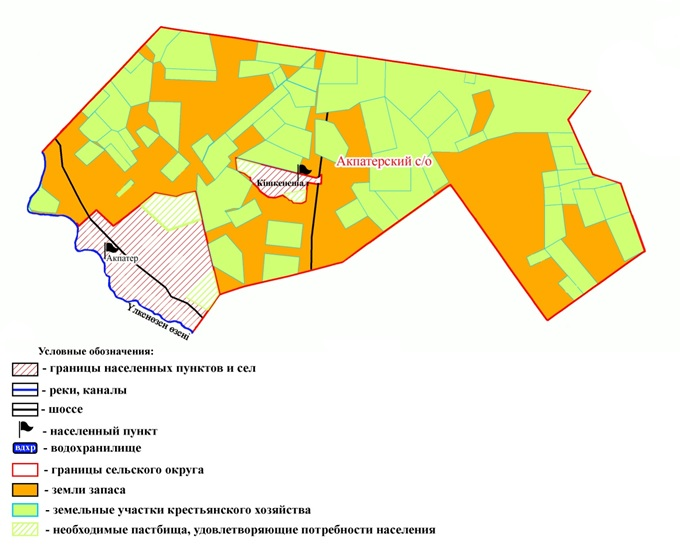 Акпатерский с/о
Кішкенешал
Акпатер
Үлкенөзен өзені
Условные обозначения:
- границы населенных пунктов и сел
- реки, каналы
- шоссе
- населенный пункт
вдхр - водохранилище
- границы сельского округа
- земли запаса
- земельные участки крестьянского хозяйства
- необходимые пастбища, удовлетворяющие потребности населения